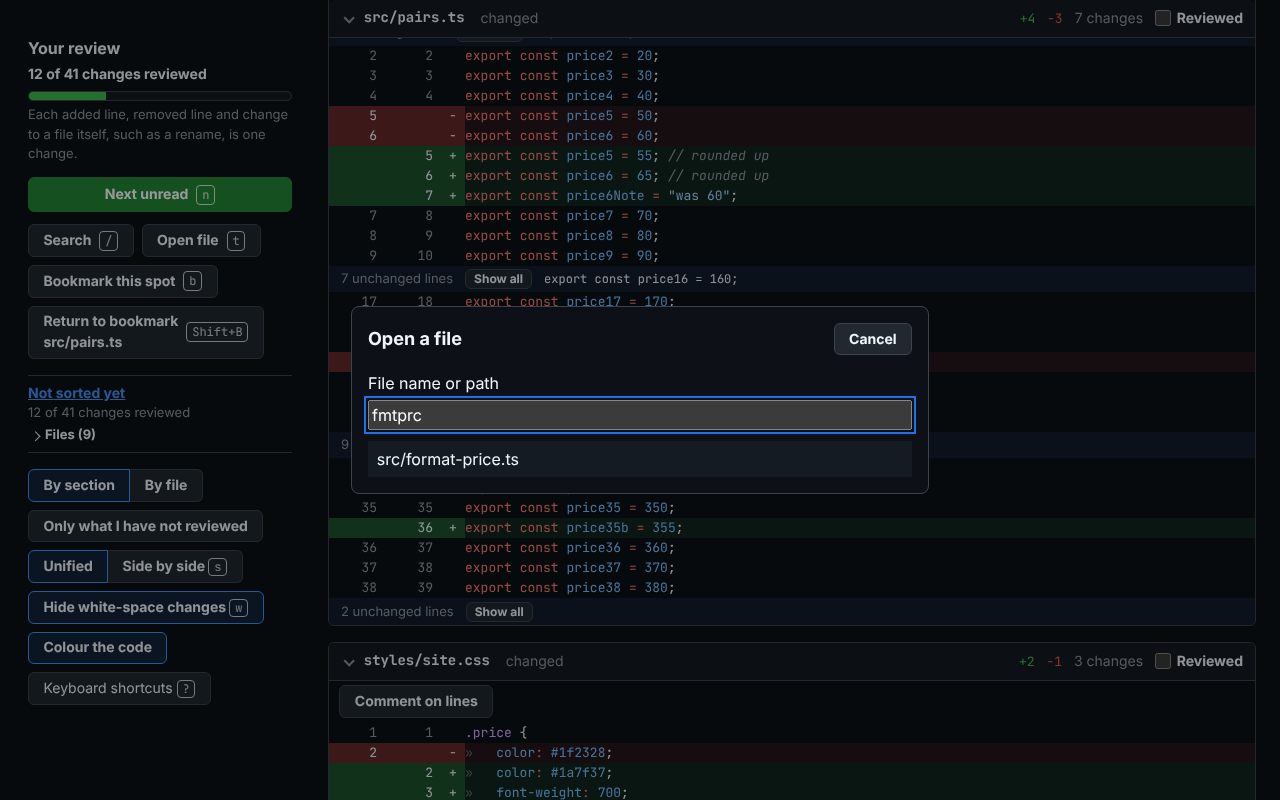 Your review
12 of 41 changes reviewed
Each added line, removed line and change
to a file itself, such as a rename, is one
change.
Next unread n
Search / Open file t
Bookmark this spot b
Return to bookmark
src/pairs.ts Shift+B
Not sorted yet
12 of 41 changes reviewed
Files (9)
By section By file
Only what I have not reviewed
Unified Side by side s
Hide white-space changes w
Colour the code
Keyboard shortcuts ?
src/pairs.ts changed +4 -3 7 changes Reviewed
2 2 export const price2 = 20;
3 3 export const price3 = 30;
4 4 export const price4 = 40;
5 - export const price5 = 50;
6 - export const price6 = 60;
5 + export const price5 = 55; // rounded up
6 + export const price6 = 65; // rounded up
7 + export const price6Note = "was 60";
7 8 export const price7 = 70;
8 9 export const price8 = 80;
9 10 export const price9 = 90;
7 unchanged lines Show all export const price16 = 160;
17 18 export const price17 = 170;
Open a file Cancel
File name or path
fmtprc
src/format-price.ts
9
35 35 export const price35 = 350;
36 + export const price35b = 355;
36 37 export const price36 = 360;
37 38 export const price37 = 370;
38 39 export const price38 = 380;
2 unchanged lines Show all
styles/site.css changed +2 -1 3 changes Reviewed
Comment on lines
1 1 .price {
2 - » color: #1f2328;
2 + » color: #1a7f37;
3 + » font-weight: 700;